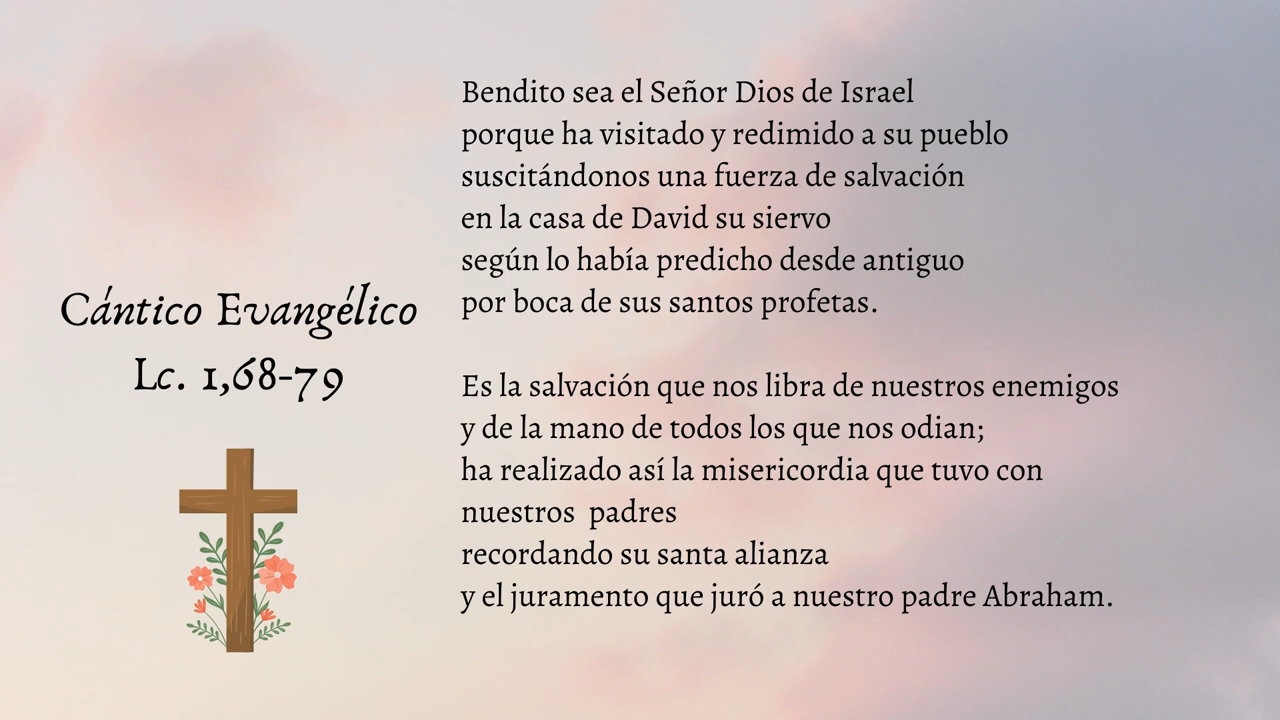 Cántico Evangélico
Lc. 1,68-79
Bendito sea el Señor Dios de Israel
porque ha visitado y redimido a su pueblo
suscitándonos una fuerza de salvación
en la casa de David su siervo
según lo había predicho desde antiguo
por boca de sus santos profetas.
Es la salvación que nos libra de nuestros enemigos
y de la mano de todos los que nos odian;
ha realizado así la misericordia que tuvo con
nuestros  padres
recordando su santa alianza
y el juramento que juró a nuestro padre Abraham.